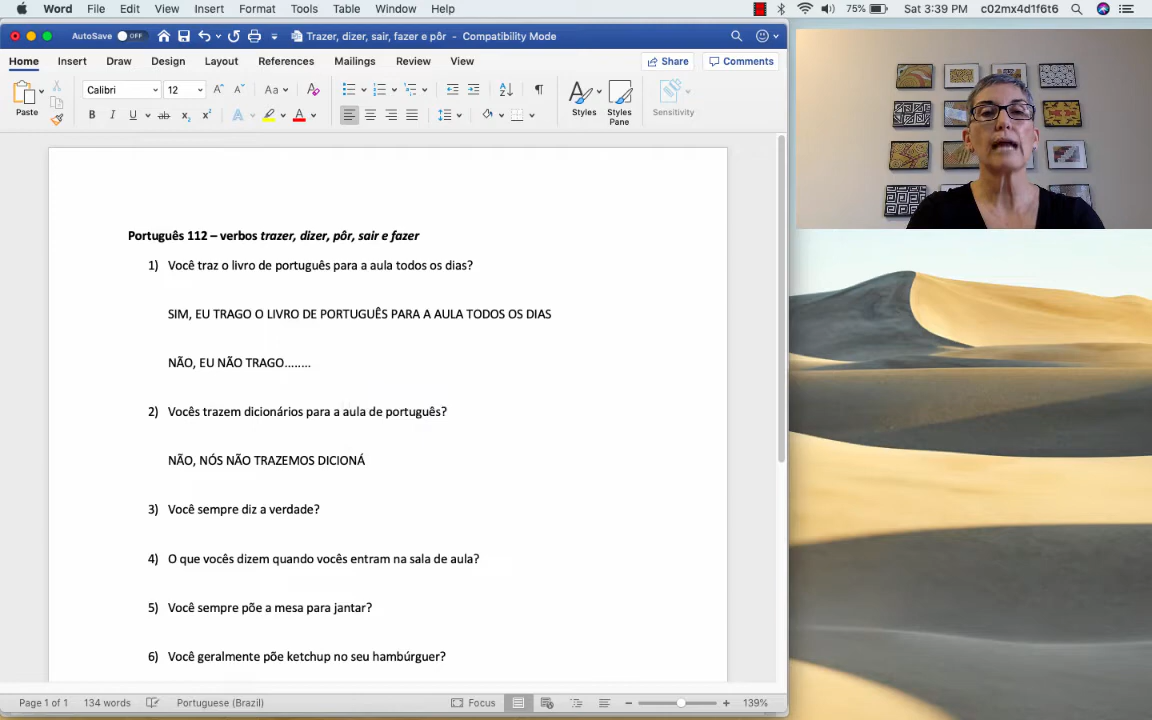 Word File Edit View Insert Format Tools Table Window Help 75% Sat 3:39 PM c02mx4d1f6t6
AutoSave OFF Trazer, dizer, sair, fazer e pôr - Compatibility Mode
Home Insert Draw Design Layout References Mailings Review View Share Comments
Calibri 12 Aa
Paste Styles Styles Pane Sensitivity
Português 112 – verbos trazer, dizer, pôr, sair e fazer
1) Você traz o livro de português para a aula todos os dias?
SIM, EU TRAGO O LIVRO DE PORTUGUÊS PARA A AULA TODOS OS DIAS
NÃO, EU NÃO TRAGO........
2) Vocês trazem dicionários para a aula de português?
NÃO, NÓS NÃO TRAZEMOS DICIONÁ
3) Você sempre diz a verdade?
4) O que vocês dizem quando vocês entram na sala de aula?
5) Você sempre põe a mesa para jantar?
6) Você geralmente põe ketchup no seu hambúrguer?
Page 1 of 1 134 words Portuguese (Brazil) Focus 139%